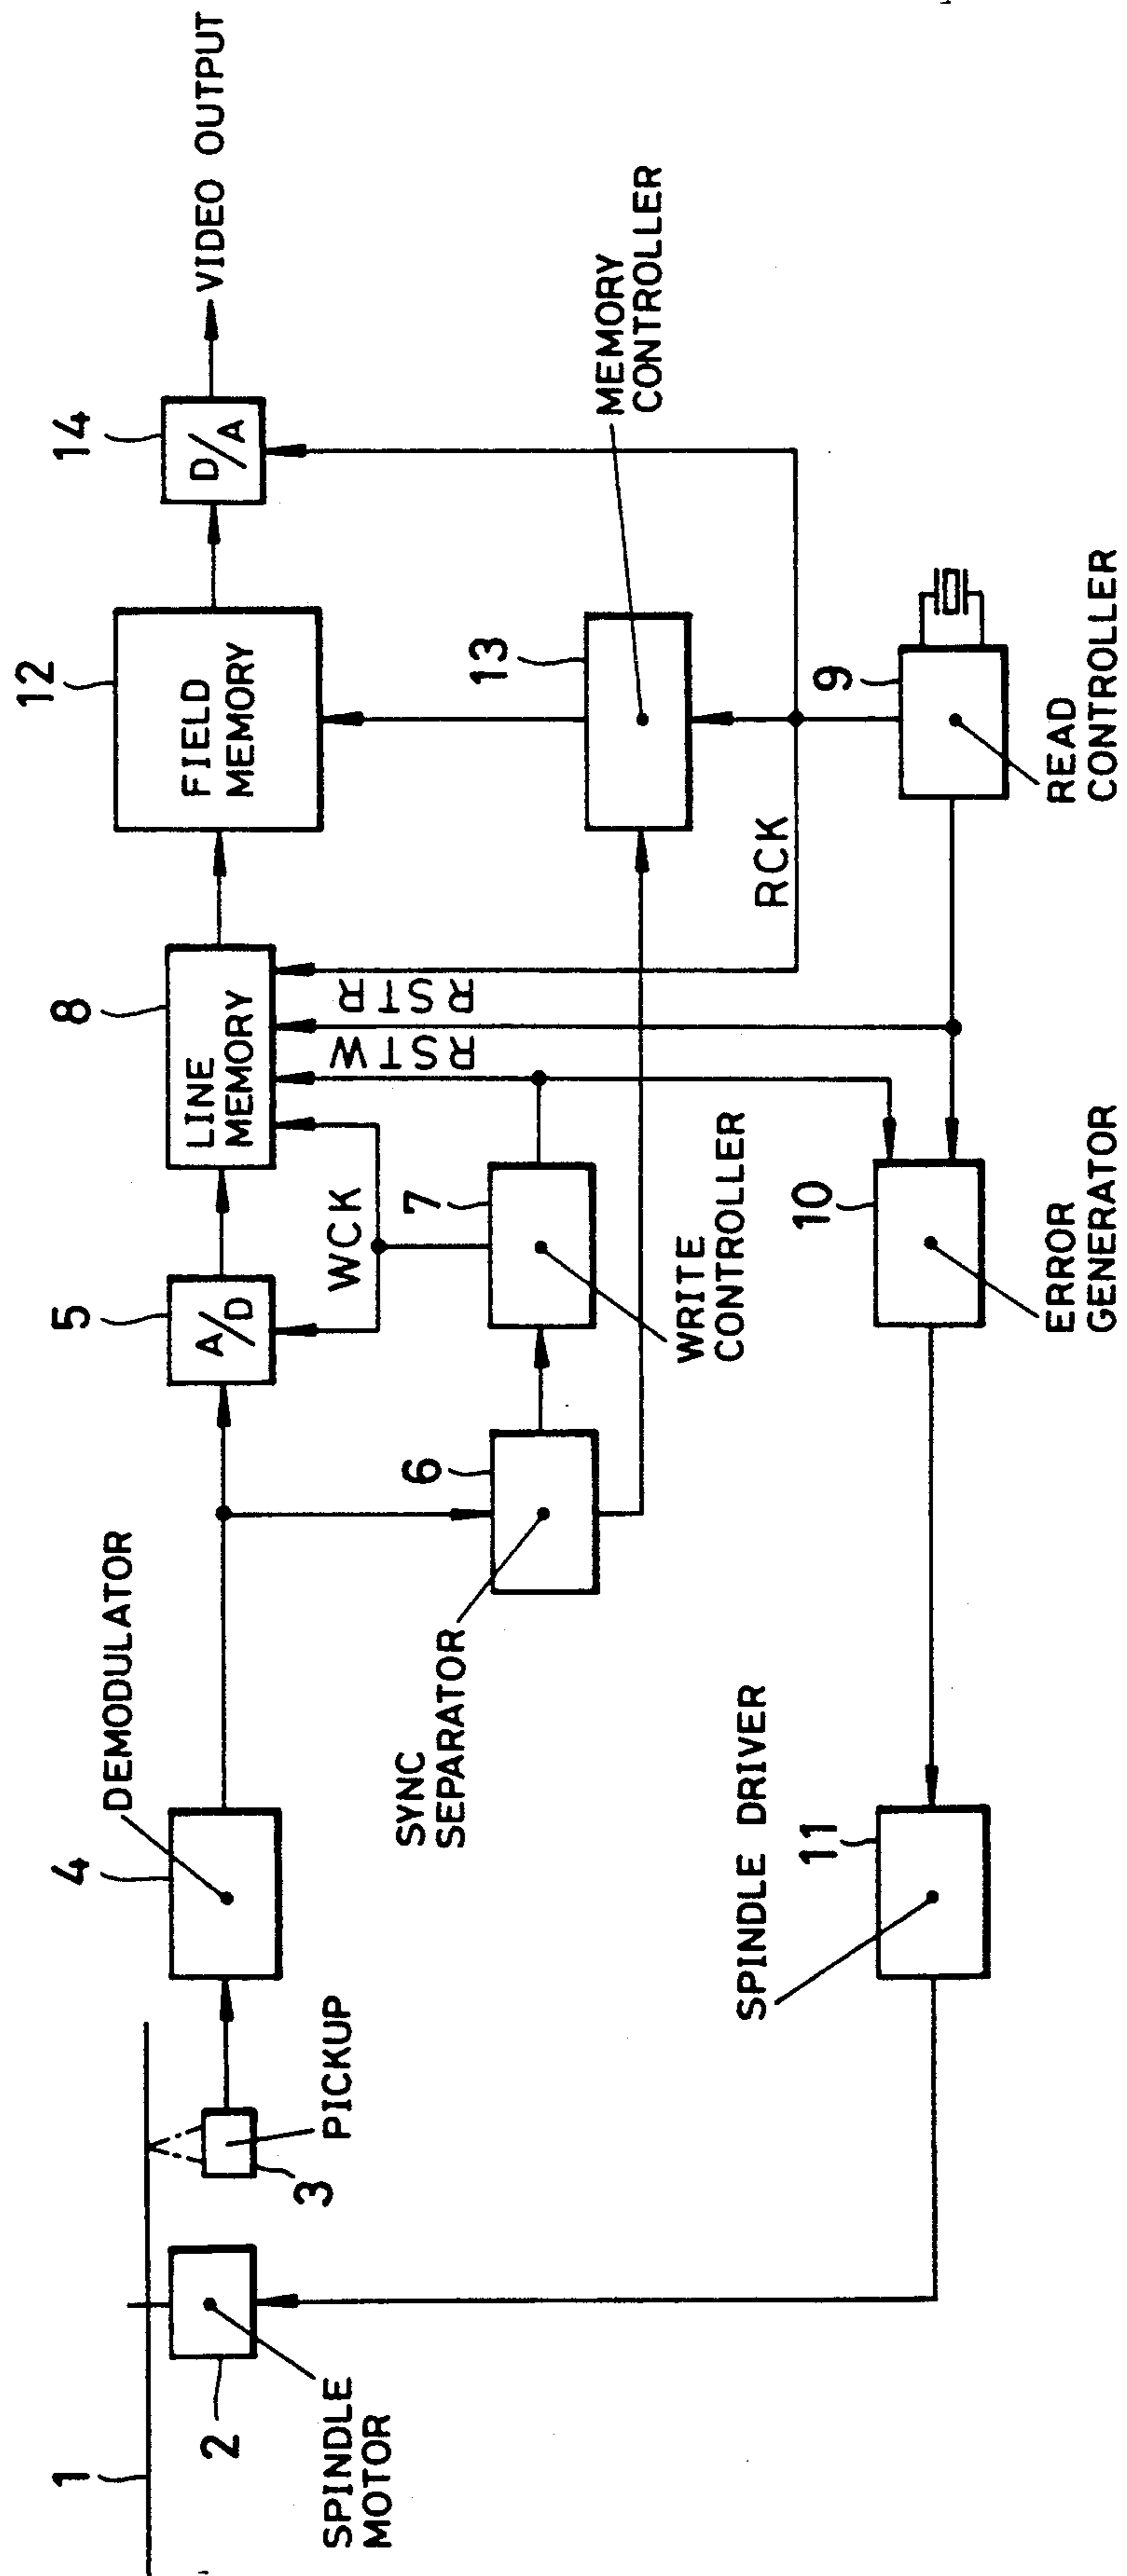 1
2
SPINDLE
MOTOR
3
PICKUP
4
DEMODULATOR
5
A/D
6
SYNC
SEPARATOR
7
WRITE
CONTROLLER
WCK
8
LINE
MEMORY
RSTW
RSTR
RCK
9
READ
CONTROLLER
10
ERROR
GENERATOR
11
SPINDLE DRIVER
12
FIELD
MEMORY
13
MEMORY
CONTROLLER
14
D/A
VIDEO OUTPUT